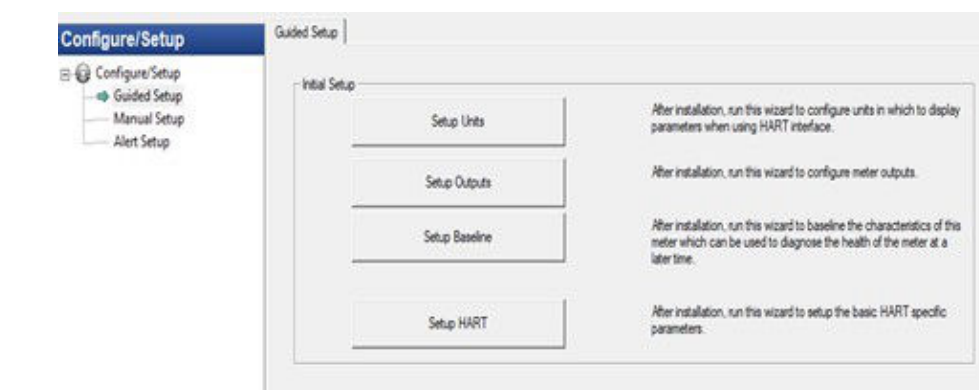 Configure/Setup
Guided Setup
Configure/Setup
Guided Setup
Manual Setup
Alert Setup
Initial Setup
Setup Units
After installation, run this wizard to configure units in which to display
parameters when using HART interface.
Setup Outputs
After installation, run this wizard to configure meter outputs.
Setup Baseline
After installation, run this wizard to baseline the characteristics of this
meter which can be used to diagnose the health of the meter at a
later time.
Setup HART
After installation, run this wizard to setup the basic HART specific
parameters.